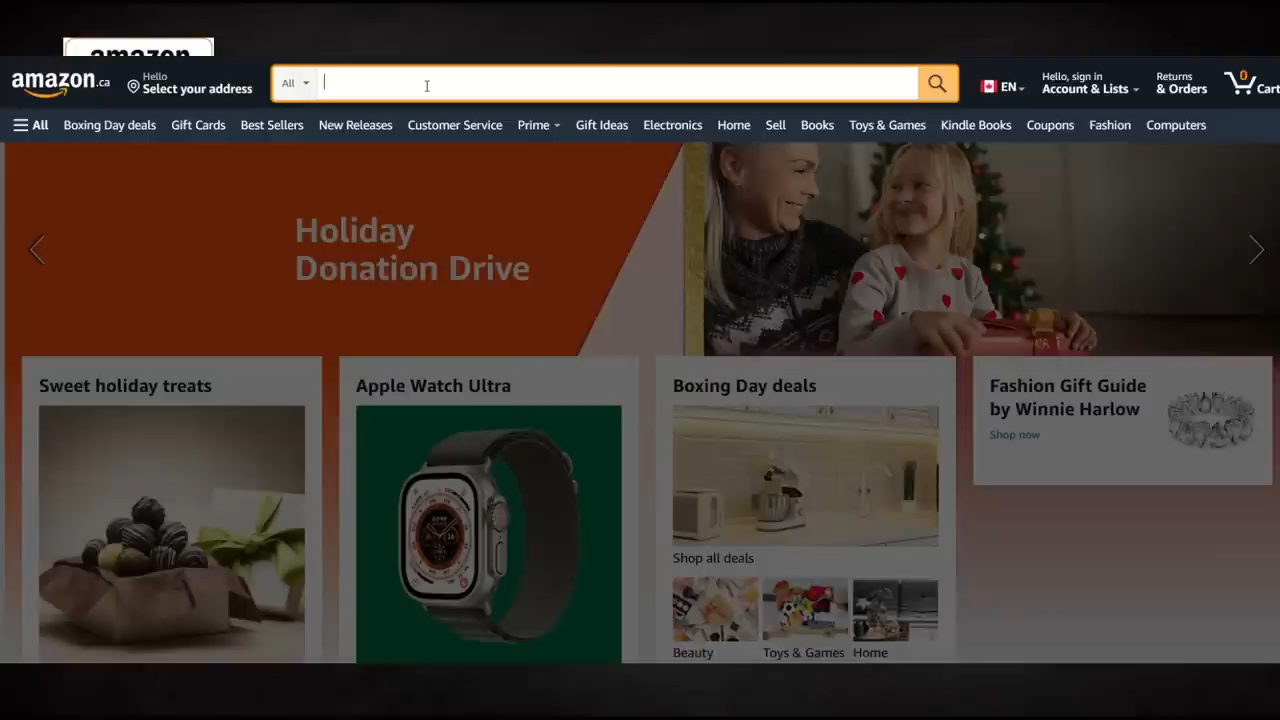 amazon
amazon.ca
Hello
Select your address
All
EN
Hello, sign in
Account & Lists
Returns
& Orders
0
Cart
All
Boxing Day deals
Gift Cards
Best Sellers
New Releases
Customer Service
Prime
Gift Ideas
Electronics
Home
Sell
Books
Toys & Games
Kindle Books
Coupons
Fashion
Computers
Holiday
Donation Drive
Sweet holiday treats
Apple Watch Ultra
Boxing Day deals
Shop all deals
Beauty
Toys & Games
Home
Fashion Gift Guide
by Winnie Harlow
Shop now